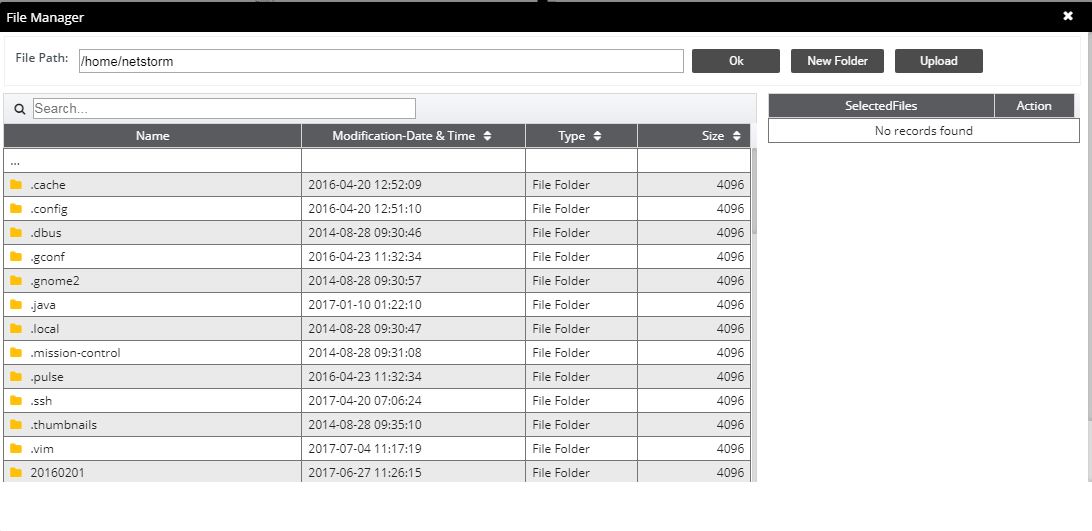 File Manager
File Path: /home/netstorm Ok New Folder Upload
Search...
SelectedFiles Action
No records found
Name Modification-Date & Time Type Size
...
.cache 2016-04-20 12:52:09 File Folder 4096
.config 2016-04-20 12:51:10 File Folder 4096
.dbus 2014-08-28 09:30:46 File Folder 4096
.gconf 2016-04-23 11:32:34 File Folder 4096
.gnome2 2014-08-28 09:30:57 File Folder 4096
.java 2017-01-10 01:22:10 File Folder 4096
.local 2014-08-28 09:30:47 File Folder 4096
.mission-control 2014-08-28 09:31:08 File Folder 4096
.pulse 2016-04-23 11:32:34 File Folder 4096
.ssh 2017-04-20 07:06:24 File Folder 4096
.thumbnails 2014-08-28 09:35:10 File Folder 4096
.vim 2017-07-04 11:17:19 File Folder 4096
20160201 2017-06-27 11:26:15 File Folder 4096